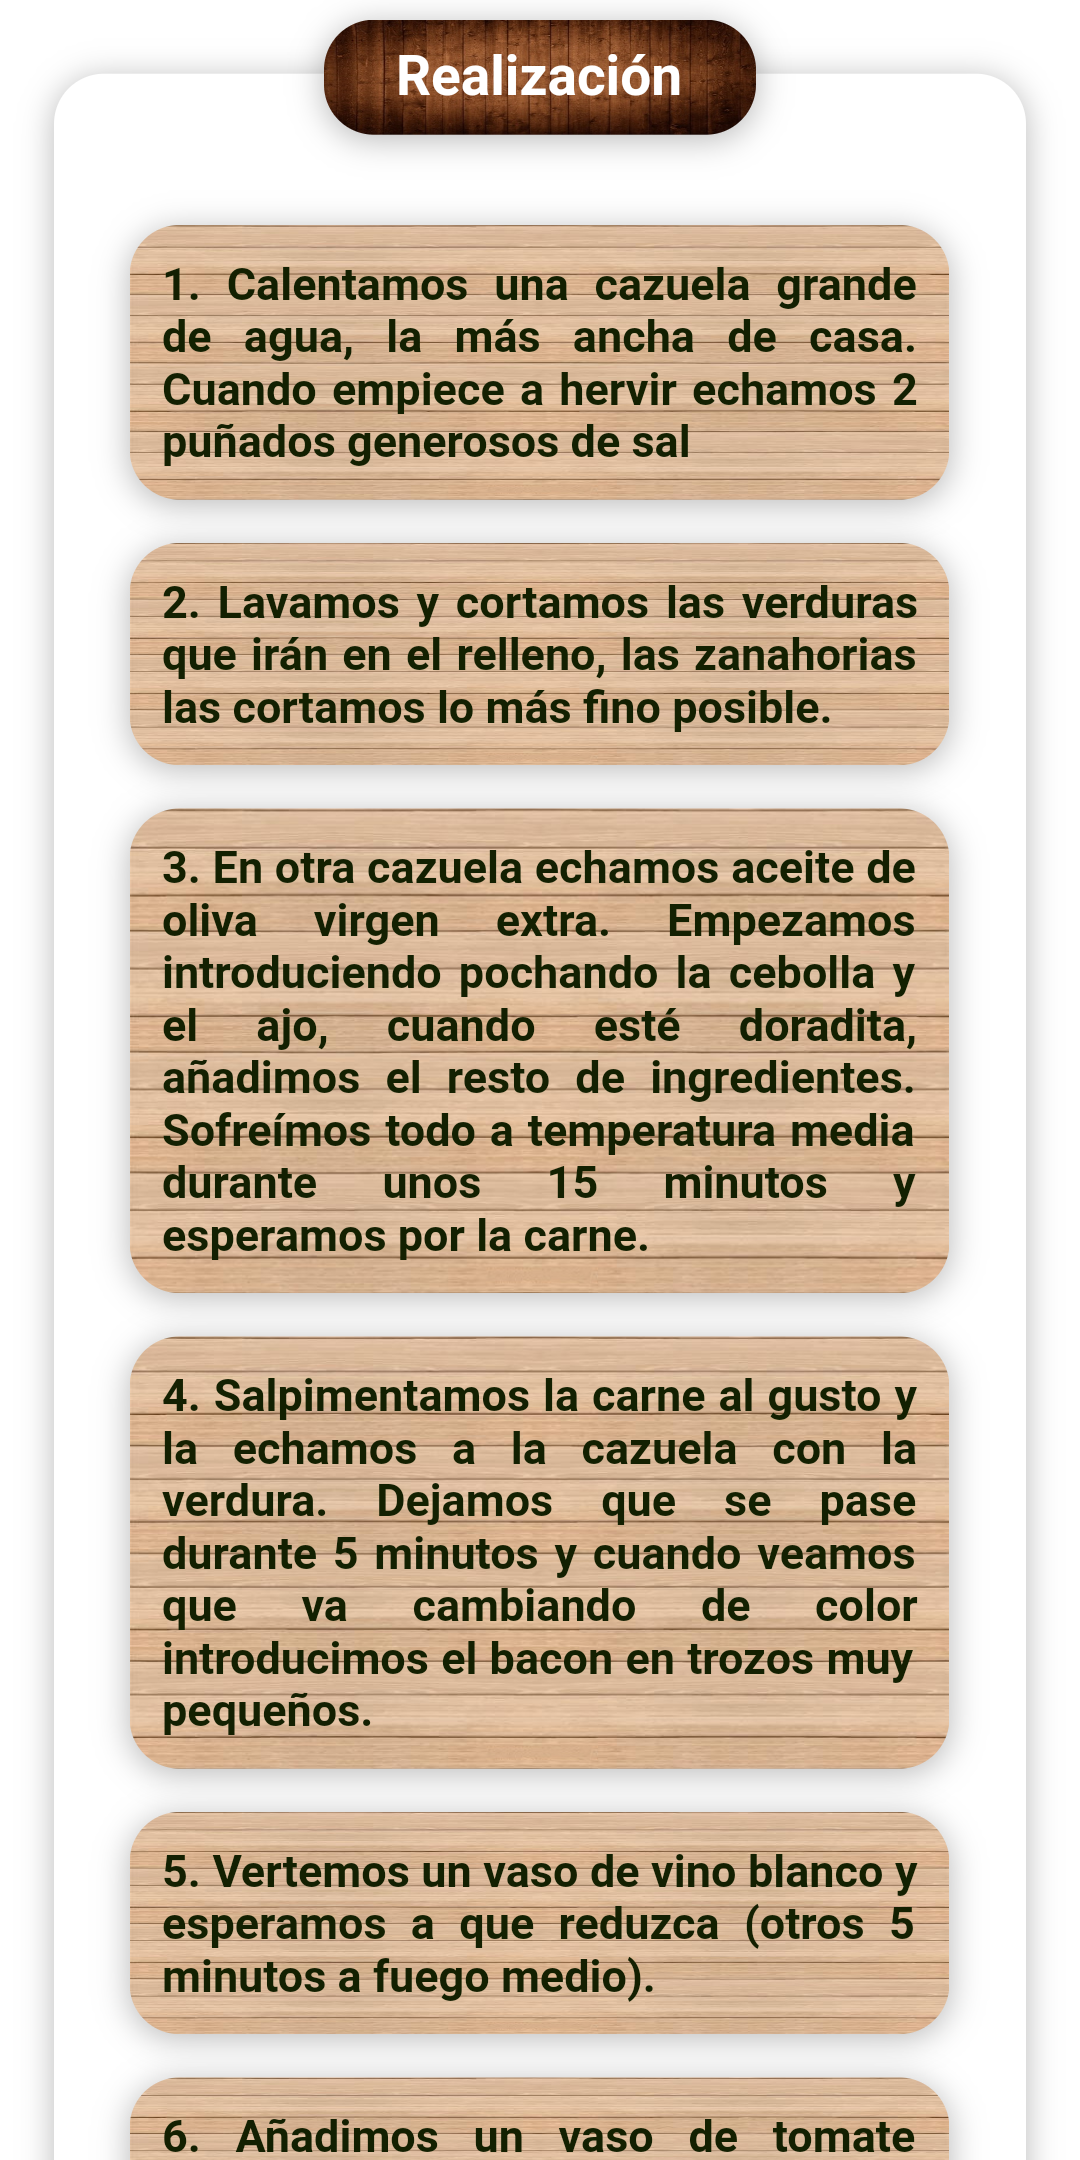 Realización
1. Calentamos una cazuela grande
de agua, la más ancha de casa.
Cuando empiece a hervir echamos 2
puñados generosos de sal
2. Lavamos y cortamos las verduras
que irán en el relleno, las zanahorias
las cortamos lo más fino posible.
3. En otra cazuela echamos aceite de
oliva virgen extra. Empezamos
introduciendo pochando la cebolla y
el ajo, cuando esté doradita,
añadimos el resto de ingredientes.
Sofreímos todo a temperatura media
durante unos 15 minutos y
esperamos por la carne.
4. Salpimentamos la carne al gusto y
la echamos a la cazuela con la
verdura. Dejamos que se pase
durante 5 minutos y cuando veamos
que va cambiando de color
introducimos el bacon en trozos muy
pequeños.
5. Vertemos un vaso de vino blanco y
esperamos a que reduzca (otros 5
minutos a fuego medio).
6. Añadimos un vaso de tomate